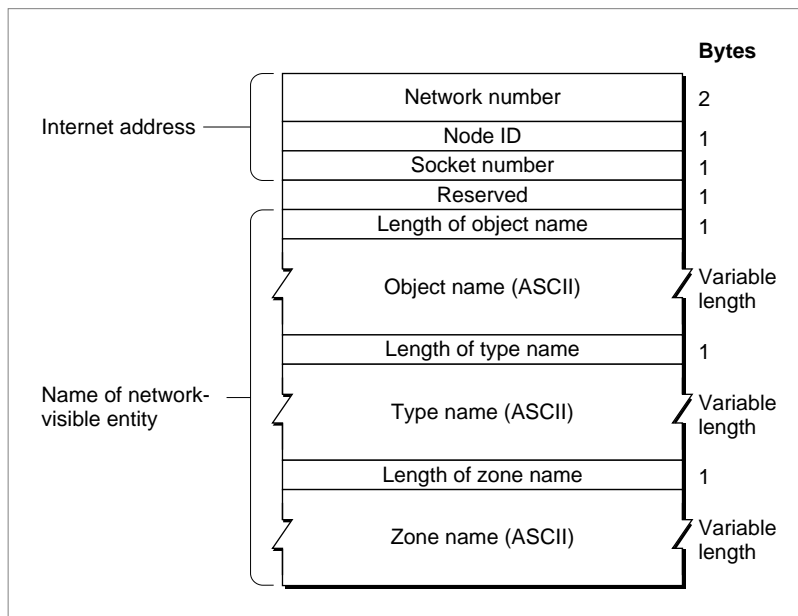 Bytes
Internet address
Network number 2
Node ID 1
Socket number 1
Reserved 1
Length of object name 1
Object name (ASCII) Variable
length
Length of type name 1
Name of network-
visible entity
Type name (ASCII) Variable
length
Length of zone name 1
Zone name (ASCII) Variable
length